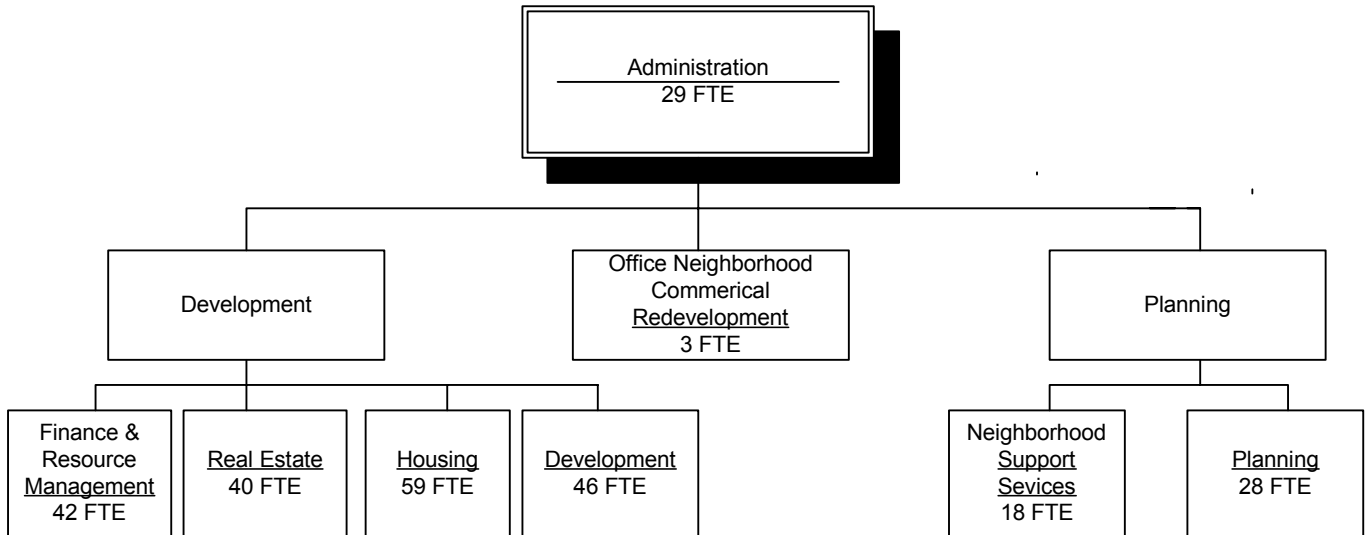 Administration
29 FTE
Development
Office Neighborhood
Commerical
Redevelopment
3 FTE
Planning
Finance &
Resource
Management
42 FTE
Real Estate
40 FTE
Housing
59 FTE
Development
46 FTE
Neighborhood
Support
Sevices
18 FTE
Planning
28 FTE